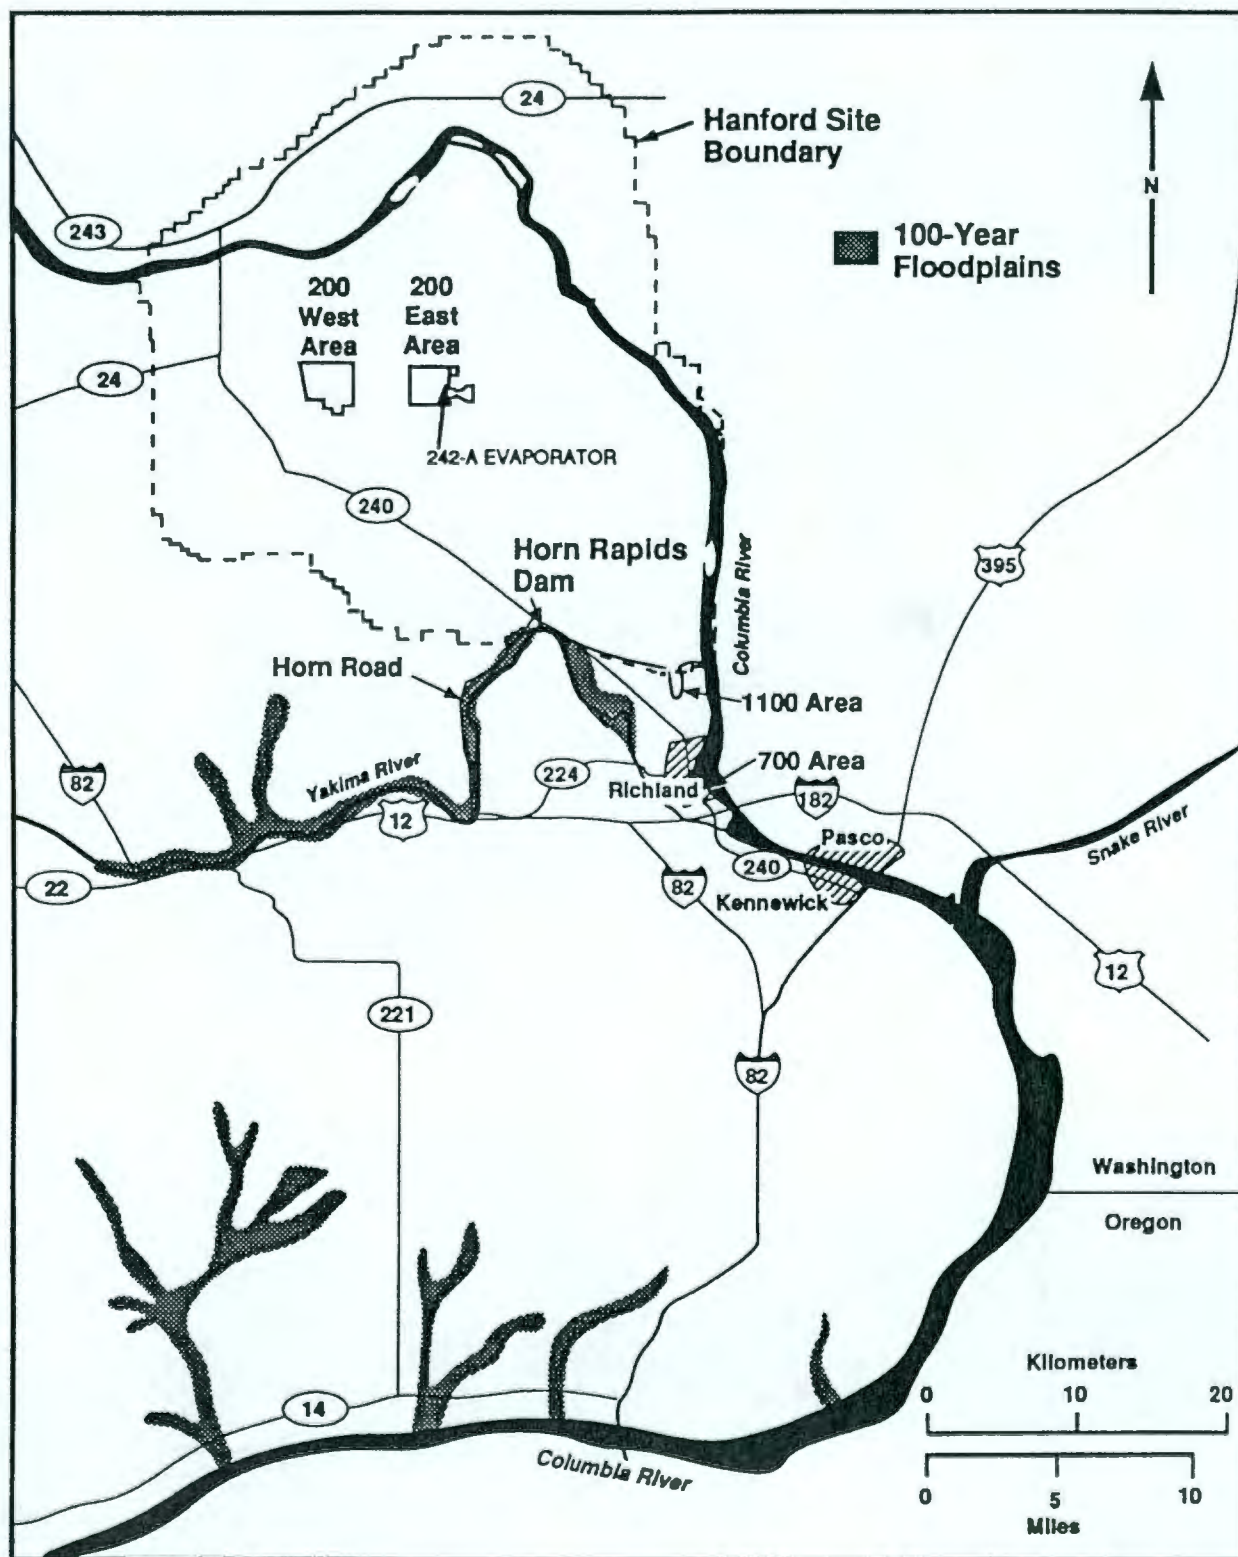 24
Hanford Site
Boundary
N
243
100-Year
Floodplains
200
West
Area
200
East
Area
24
242-A EVAPORATOR
240
Horn Rapids
Dam
Columbia River
395
Horn Road
1100 Area
700 Area
82
Yakima River
224
Richland
182
12
Pasco
Snake River
22
240
82
Kennewick
12
221
82
Washington
Oregon
Kilometers
0 10 20
14
Columbia River
0 5 10
Miles